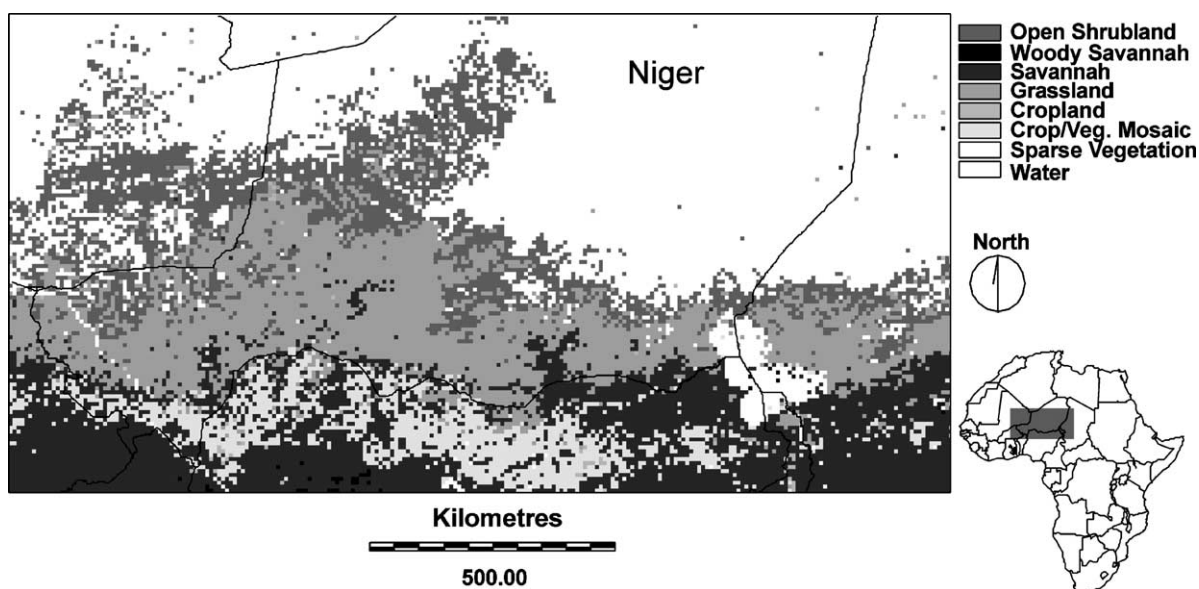 Niger
Open Shrubland
Woody Savannah
Savannah
Grassland
Cropland
Crop/Veg. Mosaic
Sparse Vegetation
Water
North
Kilometres
500.00